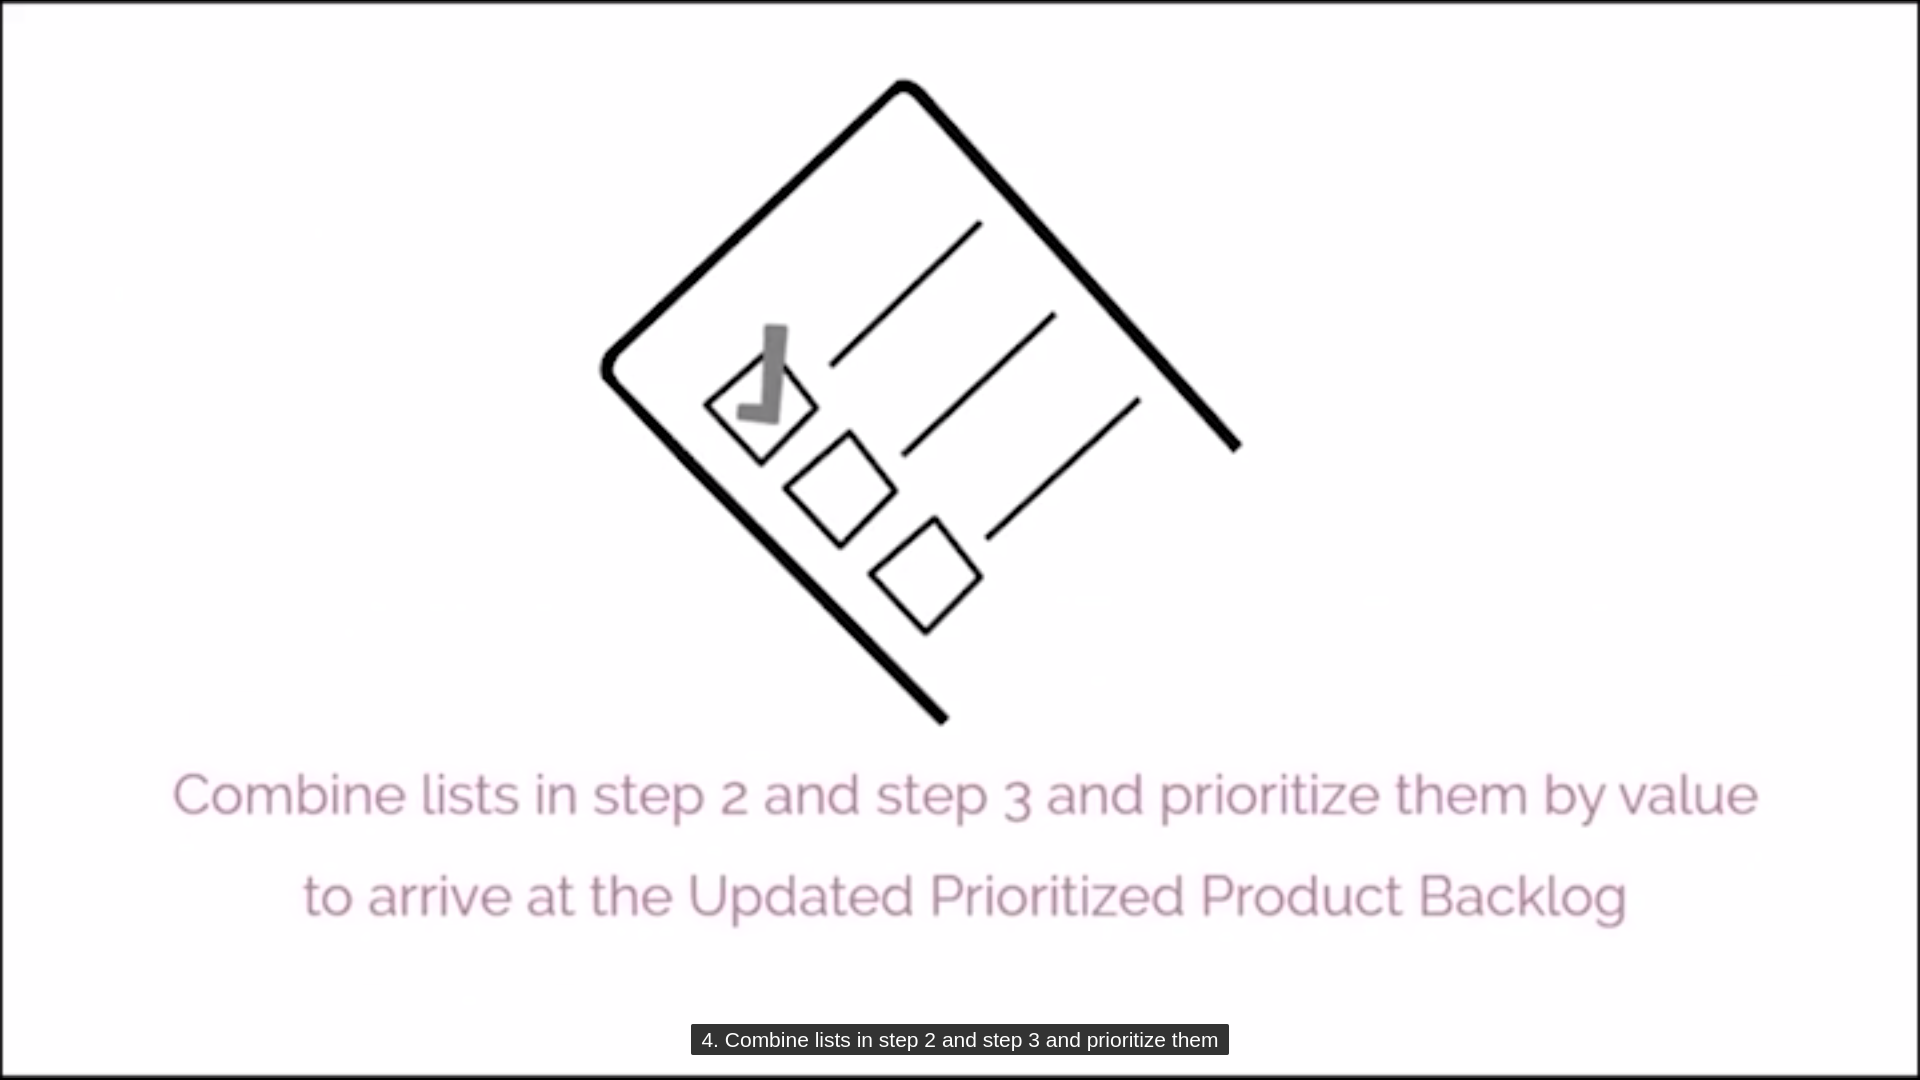 Combine lists in step 2 and step 3 and prioritize them by value
to arrive at the Updated Prioritized Product Backlog
4. Combine lists in step 2 and step 3 and prioritize them